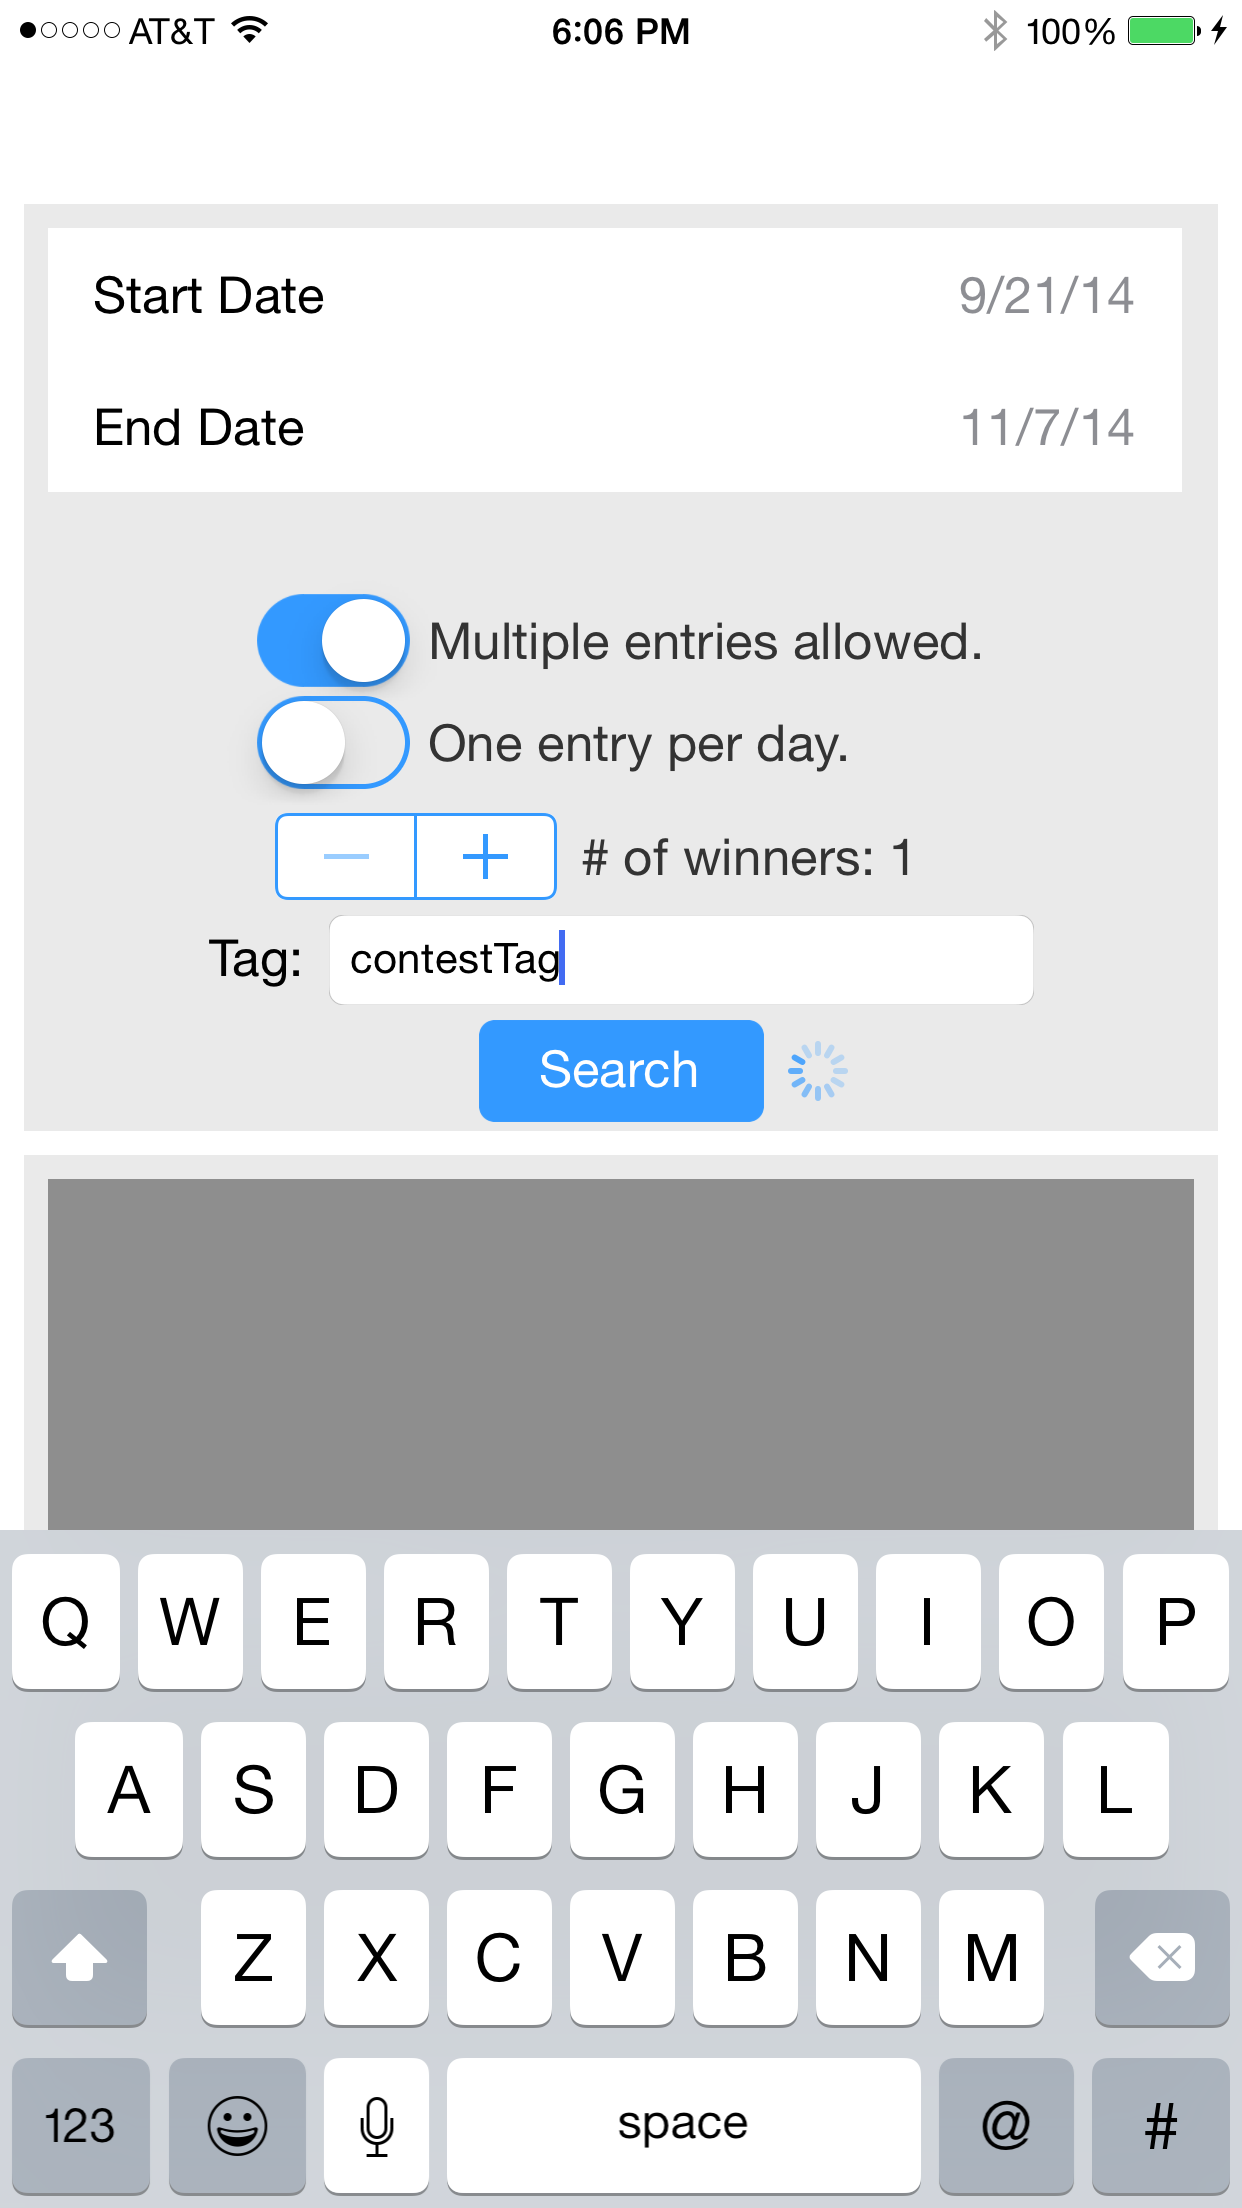 AT&T 6:06 PM 100%
Start Date 9/21/14
End Date 11/7/14
Multiple entries allowed.
One entry per day.
# of winners: 1
Tag: contestTag
Search
Q W E R T Y U I O P
A S D F G H J K L
Z X C V B N M
123 space @ #